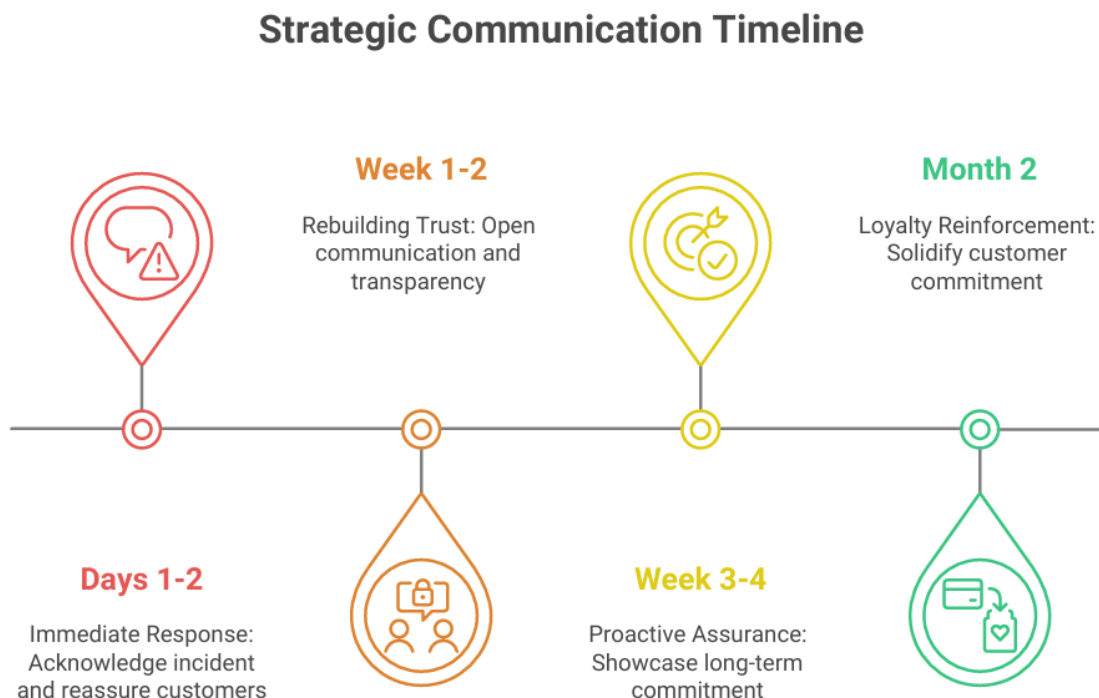 Strategic Communication Timeline
Days 1-2
Immediate Response:
Acknowledge incident
and reassure customers
Week 1-2
Rebuilding Trust: Open
communication and
transparency
Week 3-4
Proactive Assurance:
Showcase long-term
commitment
Month 2
Loyalty Reinforcement:
Solidify customer
commitment